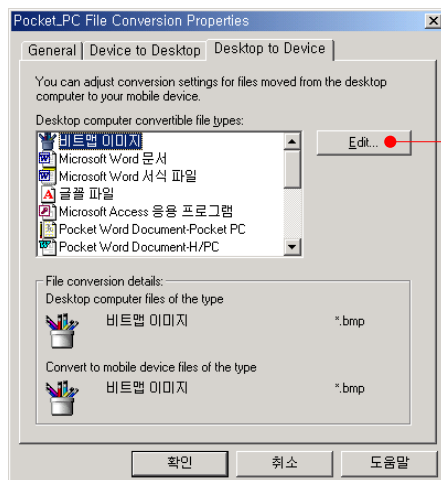 Pocket_PC File Conversion Properties
General
Device to Desktop
Desktop to Device
You can adjust conversion settings for files moved from the desktop
computer to your mobile device.
Desktop computer convertible file types:
비트맵 이미지
Microsoft Word 문서
Microsoft Word 서식 파일
글꼴 파일
Microsoft Access 응용 프로그램
Pocket Word Document-Pocket PC
Pocket Word Document-H/PC
Edit...
File conversion details:
Desktop computer files of the type
비트맵 이미지 *.bmp
Convert to mobile device files of the type
비트맵 이미지 *.bmp
확인
취소
도움말